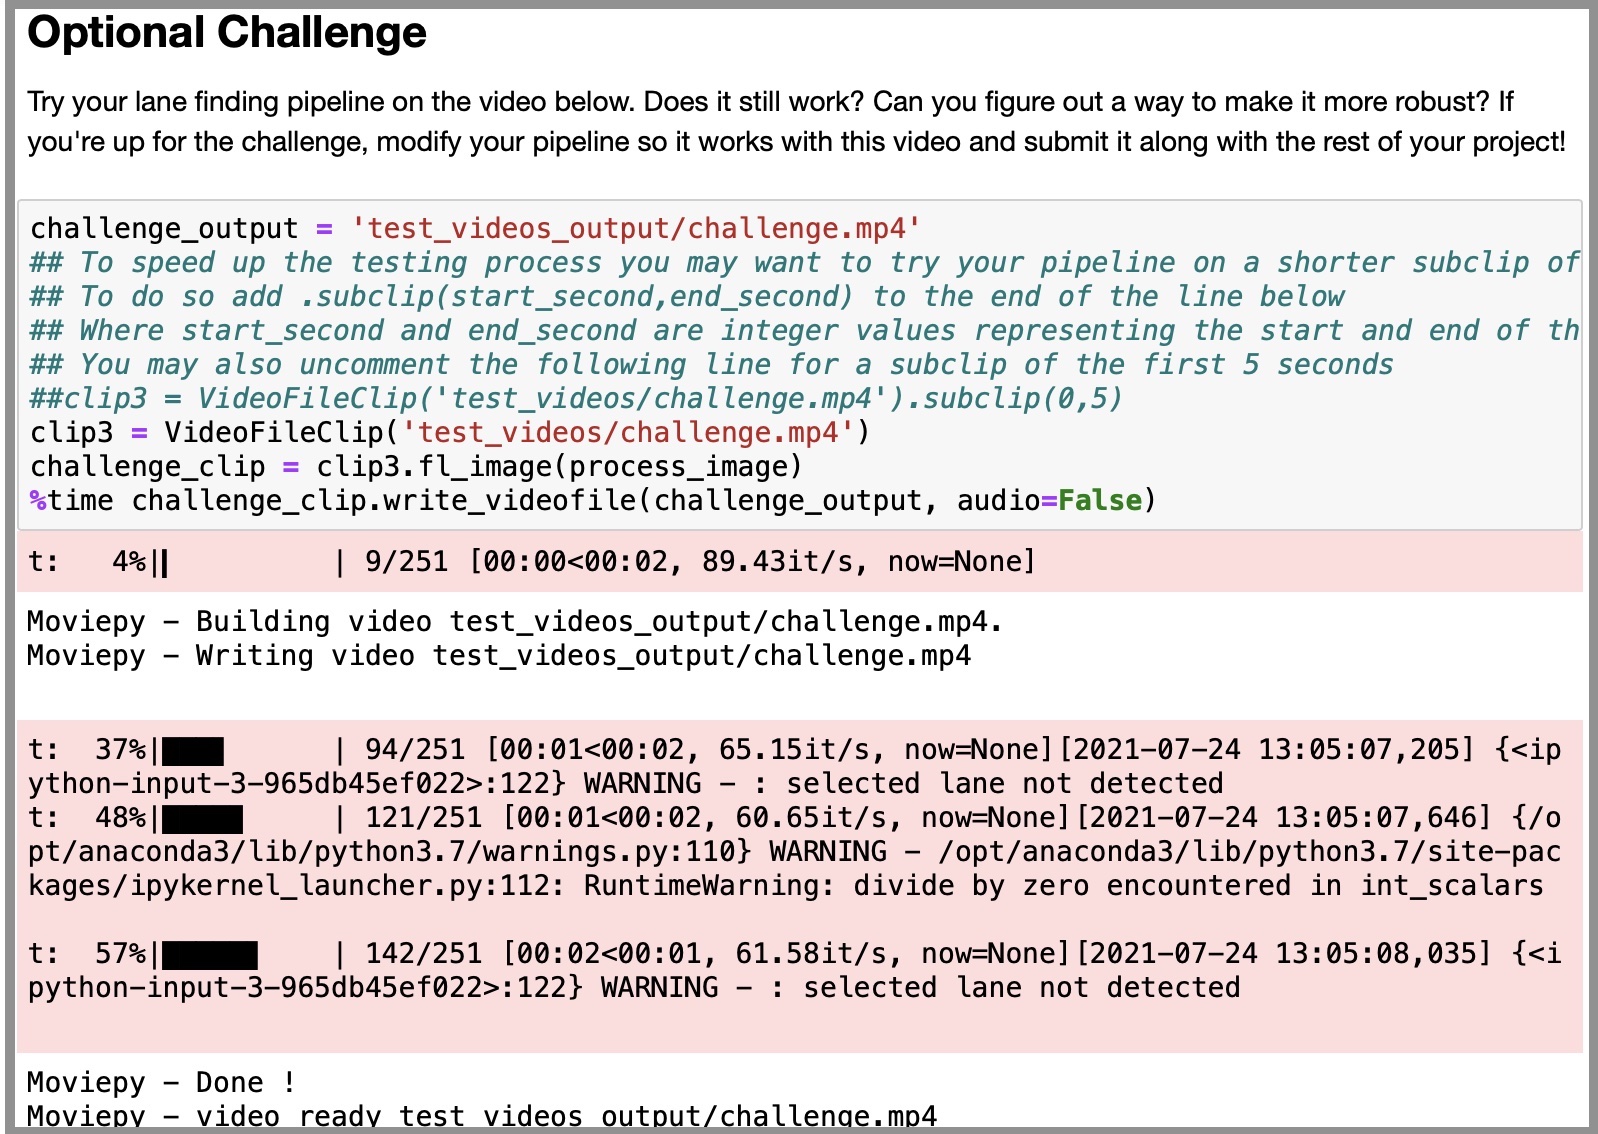 Optional Challenge
Try your lane finding pipeline on the video below. Does it still work? Can you figure out a way to make it more robust? If
you're up for the challenge, modify your pipeline so it works with this video and submit it along with the rest of your project!
challenge_output = 'test_videos_output/challenge.mp4'
## To speed up the testing process you may want to try your pipeline on a shorter subclip of
## To do so add .subclip(start_second,end_second) to the end of the line below
## Where start_second and end_second are integer values representing the start and end of th
## You may also uncomment the following line for a subclip of the first 5 seconds
##clip3 = VideoFileClip('test_videos/challenge.mp4').subclip(0,5)
clip3 = VideoFileClip('test_videos/challenge.mp4')
challenge_clip = clip3.fl_image(process_image)
%time challenge_clip.write_videofile(challenge_output, audio=False)
t:   4%|▍         | 9/251 [00:00<00:02, 89.43it/s, now=None]
Moviepy - Building video test_videos_output/challenge.mp4.
Moviepy - Writing video test_videos_output/challenge.mp4
t:  37%|███▋      | 94/251 [00:01<00:02, 65.15it/s, now=None][2021-07-24 13:05:07,205] {<ip
ython-input-3-965db45ef022>:122} WARNING - : selected lane not detected
t:  48%|████▊     | 121/251 [00:01<00:02, 60.65it/s, now=None][2021-07-24 13:05:07,646] {/o
pt/anaconda3/lib/python3.7/warnings.py:110} WARNING - /opt/anaconda3/lib/python3.7/site-pac
kages/ipykernel_launcher.py:112: RuntimeWarning: divide by zero encountered in int_scalars
t:  57%|█████▋    | 142/251 [00:02<00:01, 61.58it/s, now=None][2021-07-24 13:05:08,035] {<i
python-input-3-965db45ef022>:122} WARNING - : selected lane not detected
Moviepy - Done !
Moviepy - video ready test_videos_output/challenge.mp4